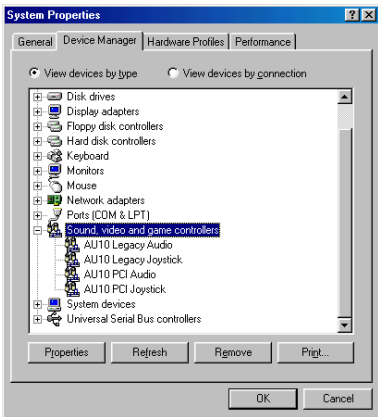 System Properties
General Device Manager Hardware Profiles Performance
View devices by type View devices by connection
Disk drives
Display adapters
Floppy disk controllers
Hard disk controllers
Keyboard
Monitors
Mouse
Network adapters
Ports (COM & LPT)
Sound, video and game controllers
AU10 Legacy Audio
AU10 Legacy Joystick
AU10 PCI Audio
AU10 PCI Joystick
System devices
Universal Serial Bus controllers
Properties Refresh Remove Print...
OK Cancel